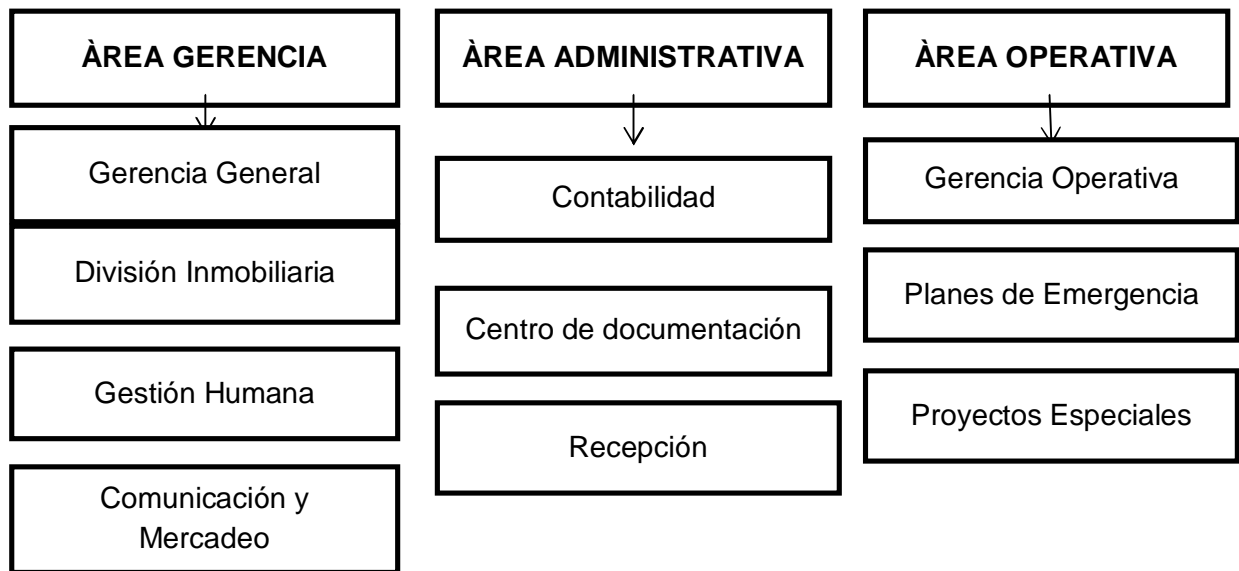 ÀREA GERENCIA
Gerencia General
División Inmobiliaria
Gestión Humana
Comunicación y
Mercadeo
ÀREA ADMINISTRATIVA
Contabilidad
Centro de documentación
Recepción
ÀREA OPERATIVA
Gerencia Operativa
Planes de Emergencia
Proyectos Especiales